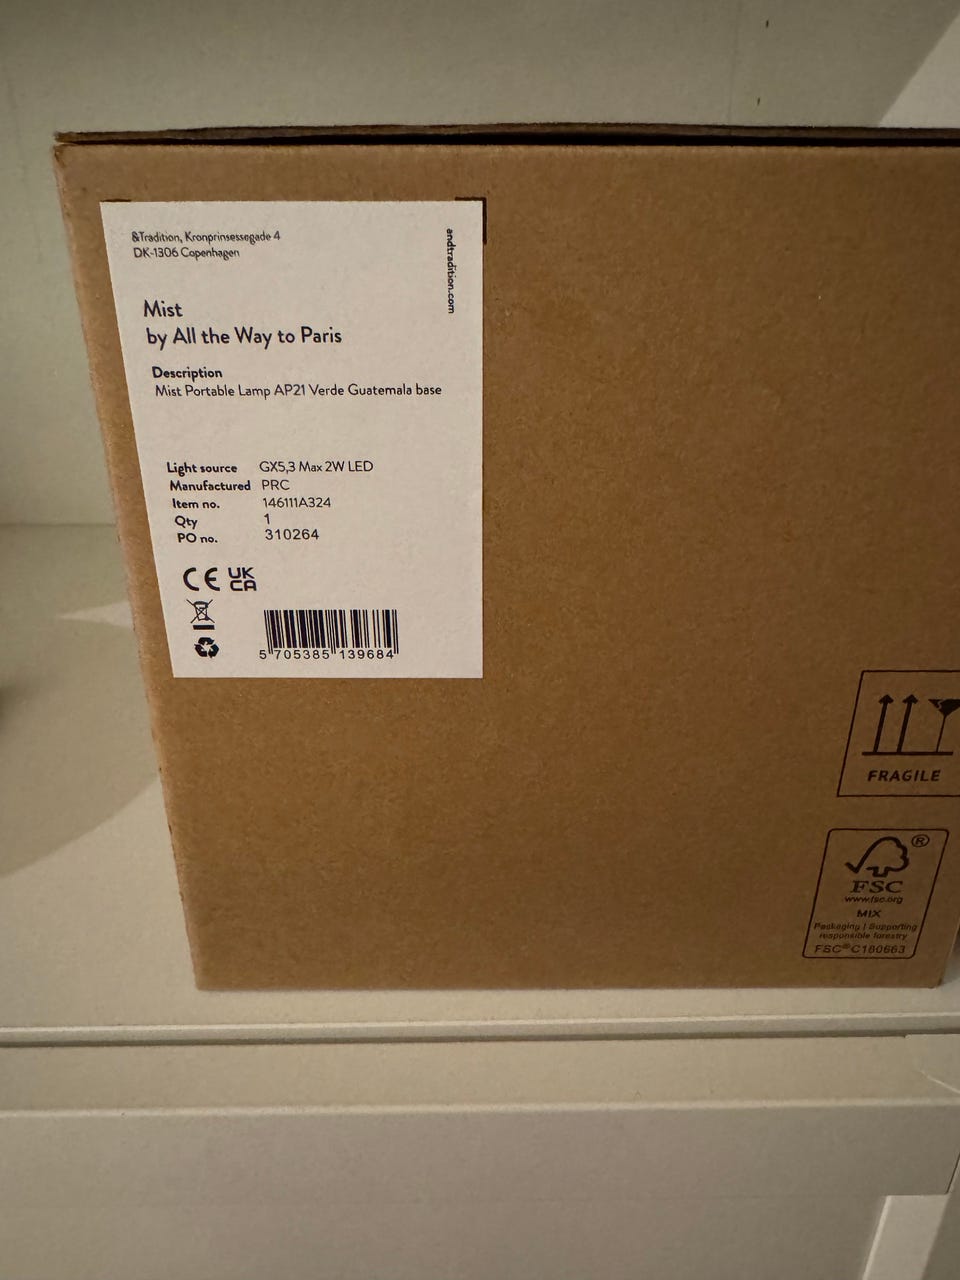 &Tradition, Kronprinsessegade 4
DK-1306 Copenhagen
andtradition.com
Mist
by All the Way to Paris
Description
Mist Portable Lamp AP21 Verde Guatemala base
Light source GX5,3 Max 2W LED
Manufactured PRC
Item no. 146111A324
Qty 1
PO no. 310264
CE UK CA
5 705385 139684
FRAGILE
®
FSC
www.fsc.org
MIX
Packaging | Supporting
responsible forestry
FSC® C180663